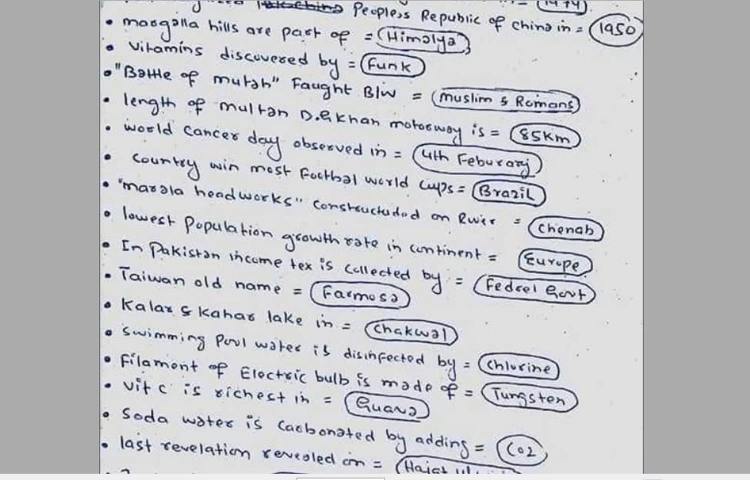 Peoples Republic of china in = 1950
• margalla hills are part of = Himalya
• Vitamins discovered by = Funk
• "Battle of mutah" Faught B/w = muslim & Romans
• length of multan D.G khan motorway is = 85km
• world cancer day observed in = 4th Feburary
• Country win most football world cups = Brazil
• "marala headworks" constructuded on River = Chenab
• lowest population growth rate in continent = Europe
• In pakistan income tex is collected by = Fedrel Govt
• Taiwan old name = Farmosa
• Kalar & Kahar lake in = Chakwal
• swimming pool water is disinfected by = Chlorine
• Filament of Electric bulb is made of = Tungsten
• Vit C is richest in = Guava
• Soda water is carbonated by adding = Co2
• last revelation revealed on =